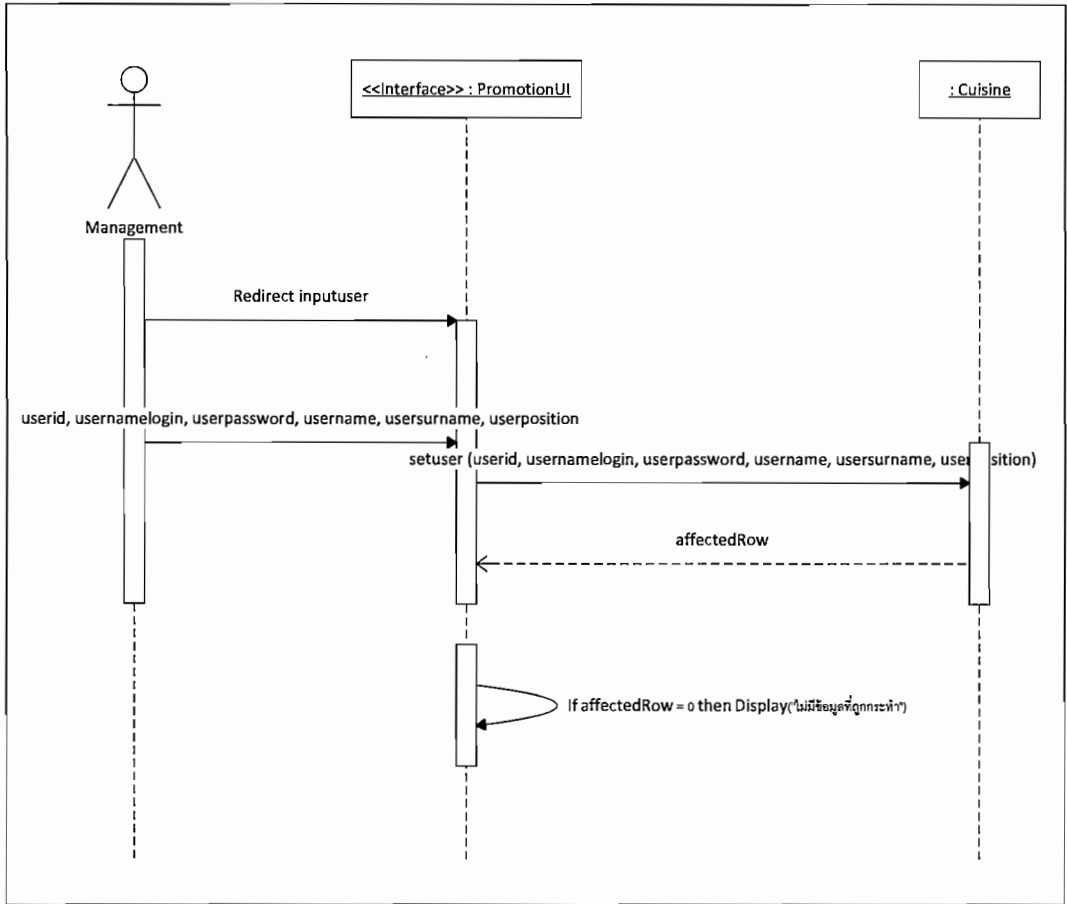 <<Interface>> : PromotionUI
: Cuisine
Management
Redirect inputuser
userid, usernamelogin, userpassword, username, usersurname, userposition
setuser (userid, usernamelogin, userpassword, username, usersurname, user sition)
affectedRow
If affectedRow = 0 then Display("ไม่มีข้อมูลที่ถูกกระทำ")